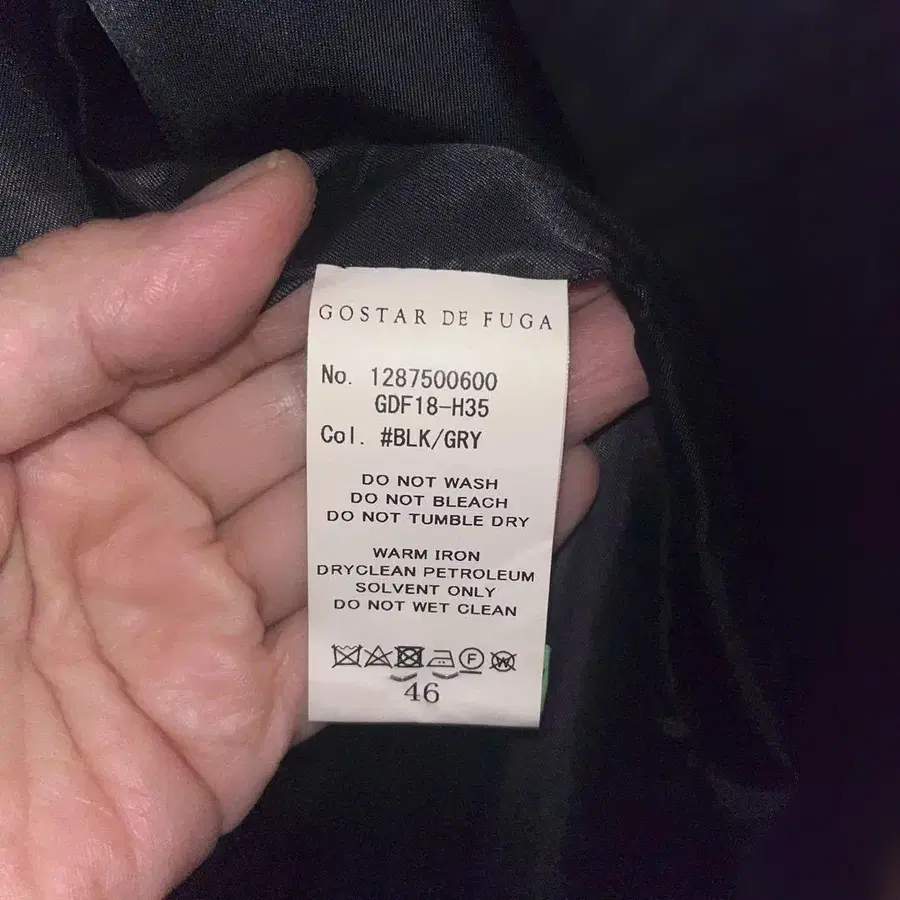 GOSTAR DE FUGA
No. 1287500600
GDF18-H35
Col. #BLK/GRY
DO NOT WASH
DO NOT BLEACH
DO NOT TUMBLE DRY
WARM IRON
DRYCLEAN PETROLEUM
SOLVENT ONLY
DO NOT WET CLEAN
F W
46